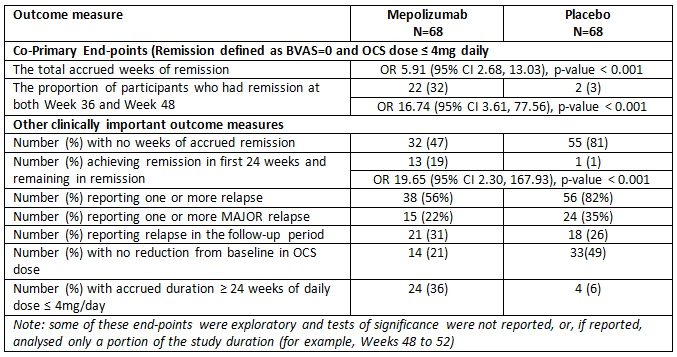 Outcome measure Mepolizumab Placebo
N=68 N=68
Co-Primary End-points (Remission defined as BVAS=0 and OCS dose ≤ 4mg daily
The total accrued weeks of remission OR 5.91 (95% CI 2.68, 13.03), p-value < 0.001
The proportion of participants who had remission at 22 (32) 2 (3)
both Week 36 and Week 48 OR 16.74 (95% CI 3.61, 77.56), p-value < 0.001
Other clinically important outcome measures
Number (%) with no weeks of accrued remission 32 (47) 55 (81)
Number (%) achieving remission in first 24 weeks and 13 (19) 1 (1)
remaining in remission OR 19.65 (95% CI 2.30, 167.93), p-value < 0.001
Number (%) reporting one or more relapse 38 (56%) 56 (82%)
Number (%) reporting one or more MAJOR relapse 15 (22%) 24 (35%)
Number (%) reporting relapse in the follow-up period 21 (31) 18 (26)
Number (%) with no reduction from baseline in OCS 14 (21) 33(49)
dose
Number (%) with accrued duration ≥ 24 weeks of daily 24 (36) 4 (6)
dose ≤ 4mg/day
Note: some of these end-points were exploratory and tests of significance were not reported, or, if reported,
analysed only a portion of the study duration (for example, Weeks 48 to 52)